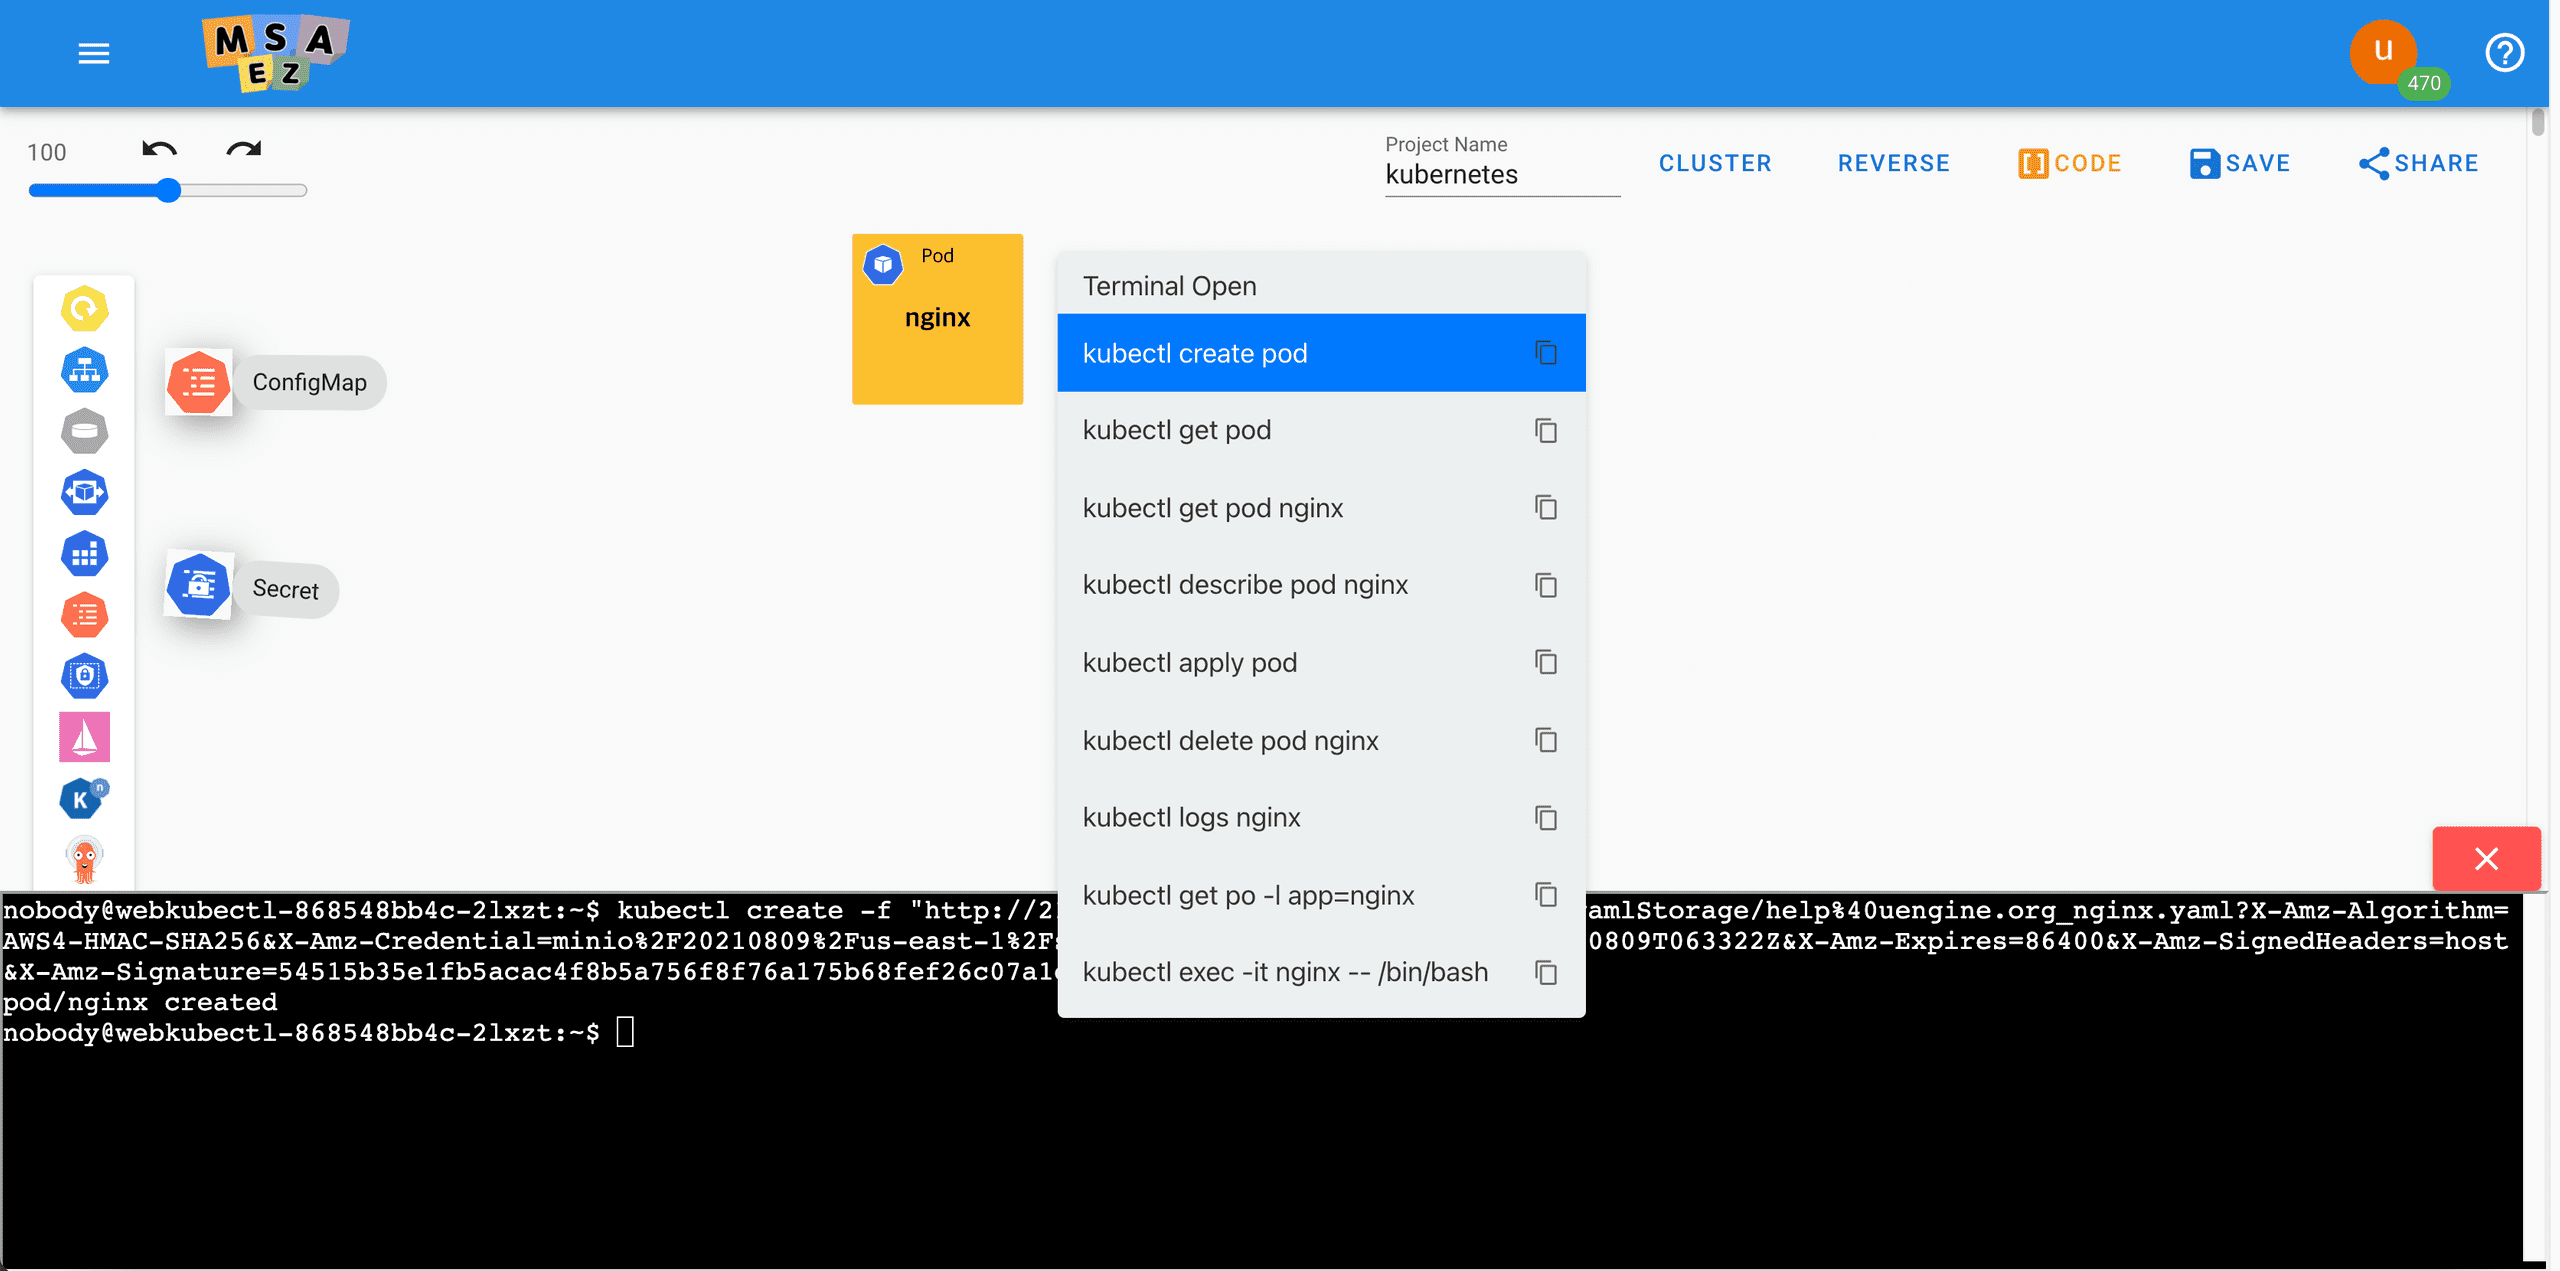 M S A
E Z
u
470
100
Project Name
kubernetes
CLUSTER
REVERSE
CODE
SAVE
SHARE
Pod
nginx
ConfigMap
Secret
K n
Terminal Open
kubectl create pod
kubectl get pod
kubectl get pod nginx
kubectl describe pod nginx
kubectl apply pod
kubectl delete pod nginx
kubectl logs nginx
kubectl get po -l app=nginx
kubectl exec -it nginx -- /bin/bash
nobody@webkubectl-868548bb4c-2lxzt:~$ kubectl create -f "http://2 amlStorage/help%40uengine.org_nginx.yaml?X-Amz-Algorithm=
AWS4-HMAC-SHA256&X-Amz-Credential=minio%2F20210809%2Fus-east-1%2Fs 0809T063322Z&X-Amz-Expires=86400&X-Amz-SignedHeaders=host
&X-Amz-Signature=54515b35e1fb5acac4f8b5a756f8f76a175b68fef26c07a1
pod/nginx created
nobody@webkubectl-868548bb4c-2lxzt:~$